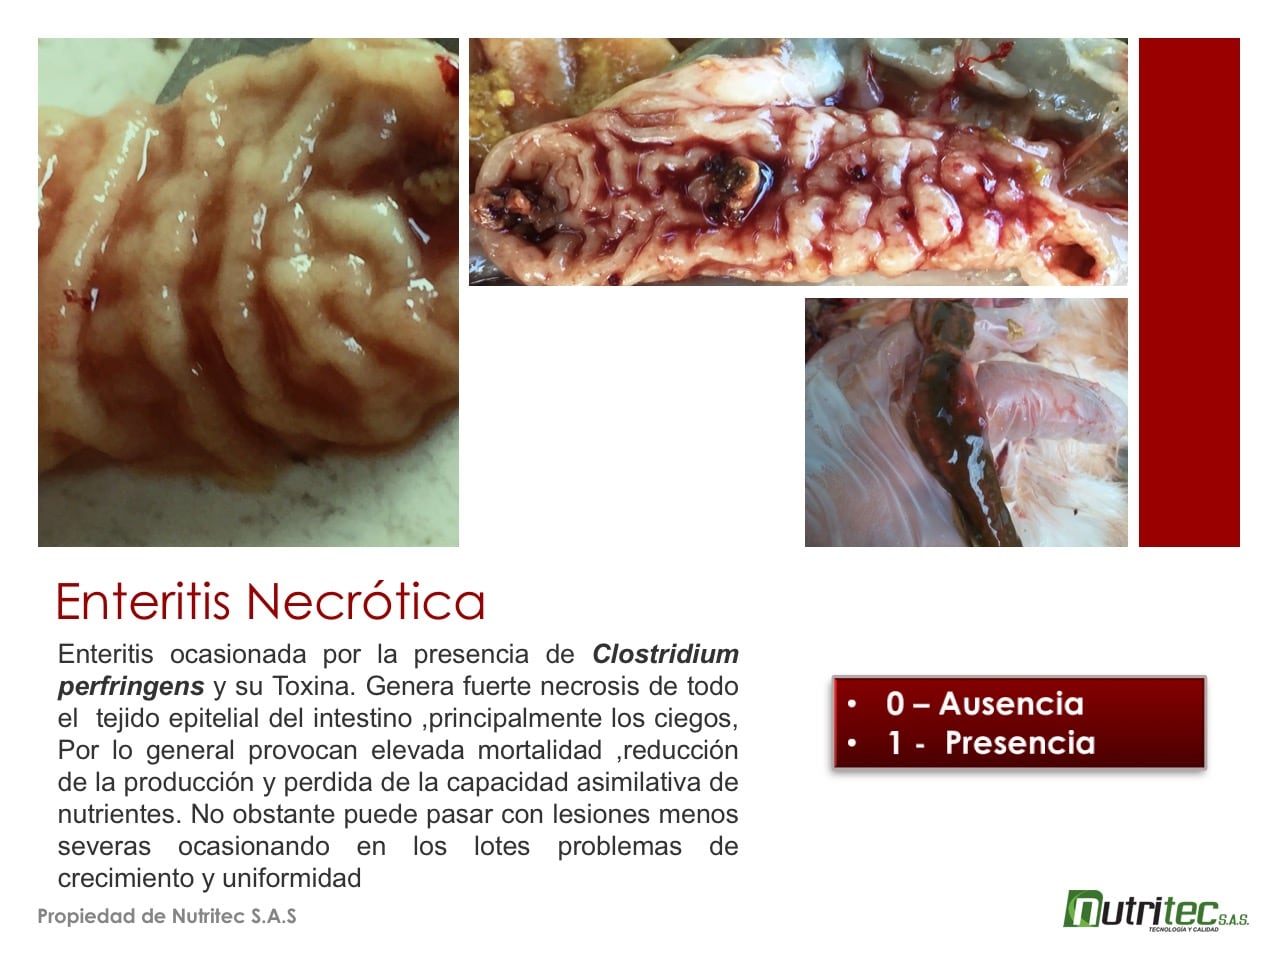 Enteritis Necrótica
Enteritis ocasionada por la presencia de Clostridium
perfringens y su Toxina. Genera fuerte necrosis de todo
el tejido epitelial del intestino ,principalmente los ciegos,
Por lo general provocan elevada mortalidad ,reducción
de la producción y perdida de la capacidad asimilativa de
nutrientes. No obstante puede pasar con lesiones menos
severas ocasionando en los lotes problemas de
crecimiento y uniformidad
• 0 – Ausencia
• 1 - Presencia
Propiedad de Nutritec S.A.S
nutritec S.A.S.
TECNOLOGÍA Y CALIDAD